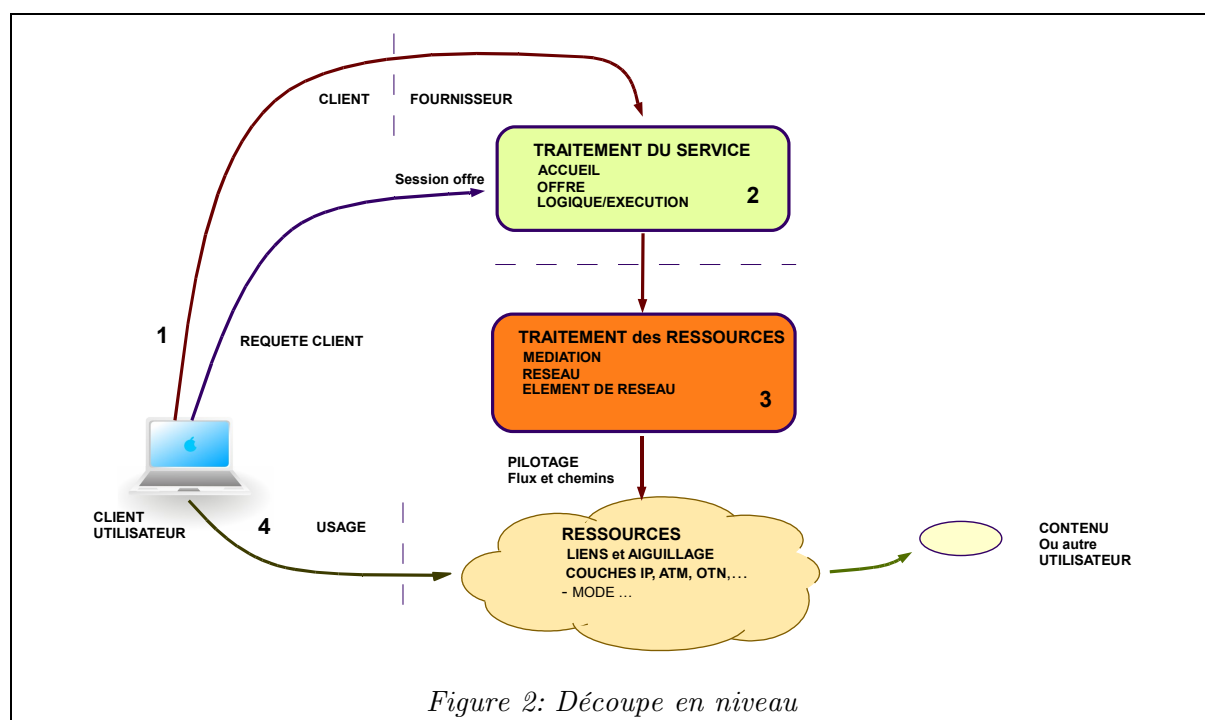 CLIENT
FOURNISSEUR
TRAITEMENT DU SERVICE
ACCUEIL
OFFRE
LOGIQUE/EXECUTION
2
Session offre
1
REQUETE CLIENT
TRAITEMENT des RESSOURCES
MEDIATION
RESEAU
ELEMENT DE RESEAU
3
PILOTAGE
Flux et chemins
CLIENT
UTILISATEUR
4
USAGE
RESSOURCES
LIENS et AIGUILLAGE
COUCHES IP, ATM, OTN,…
- MODE …
CONTENU
Ou autre
UTILISATEUR
Figure 2: Découpe en niveau